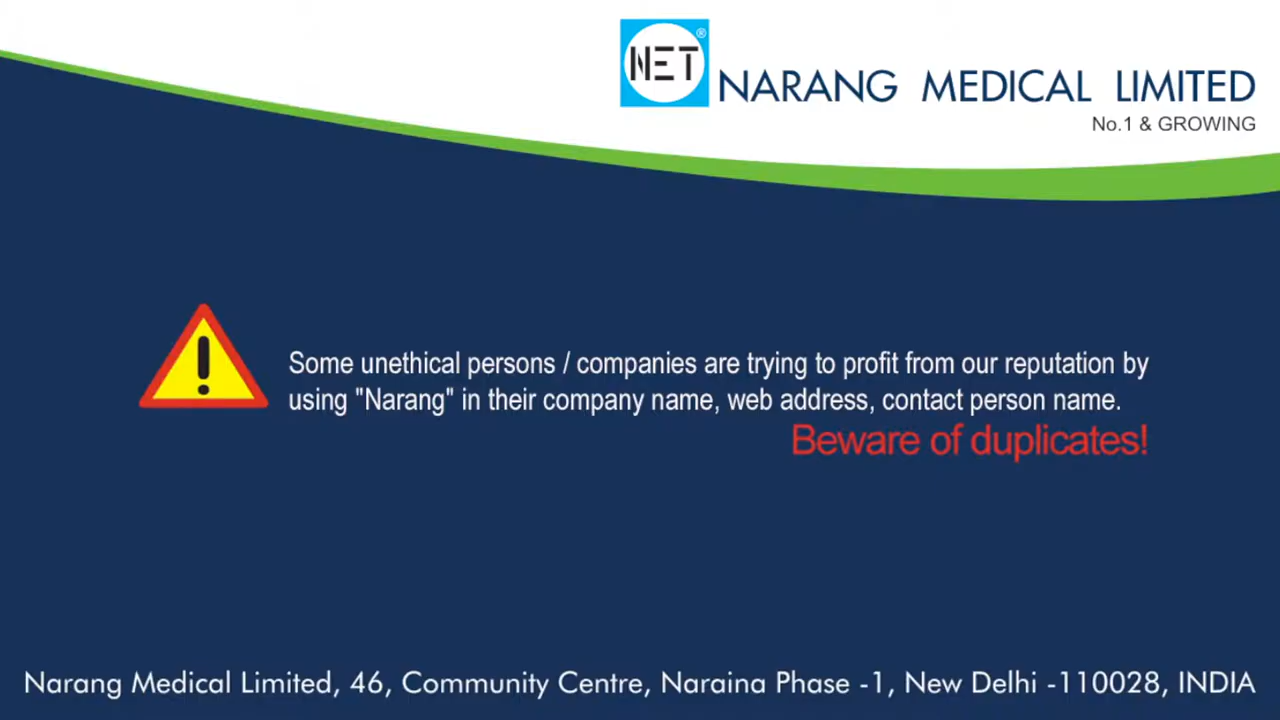 NET®
NARANG MEDICAL LIMITED
No.1 & GROWING
Some unethical persons / companies are trying to profit from our reputation by
using "Narang" in their company name, web address, contact person name.
Beware of duplicates!
Narang Medical Limited, 46, Community Centre, Naraina Phase -1, New Delhi -110028, INDIA